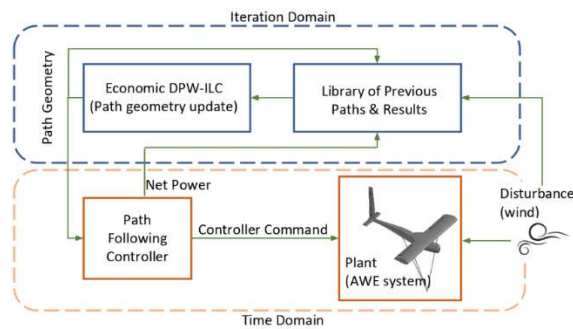 Iteration Domain
Path Geometry
Economic DPW-ILC
(Path geometry update)
Library of Previous
Paths & Results
Net Power
Disturbance
(wind)
Path
Following
Controller
Controller Command
Plant
(AWE system)
Time Domain